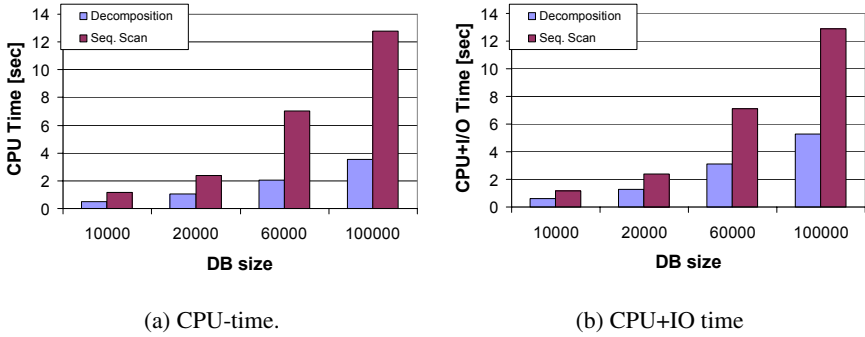 Decomposition
Seq. Scan
CPU Time [sec]
14
12
10
8
6
4
2
0
10000 20000 60000 100000
DB size
(a) CPU-time.
Decomposition
Seq. Scan
CPU+I/O Time [sec]
14
12
10
8
6
4
2
0
10000 20000 60000 100000
DB size
(b) CPU+IO time